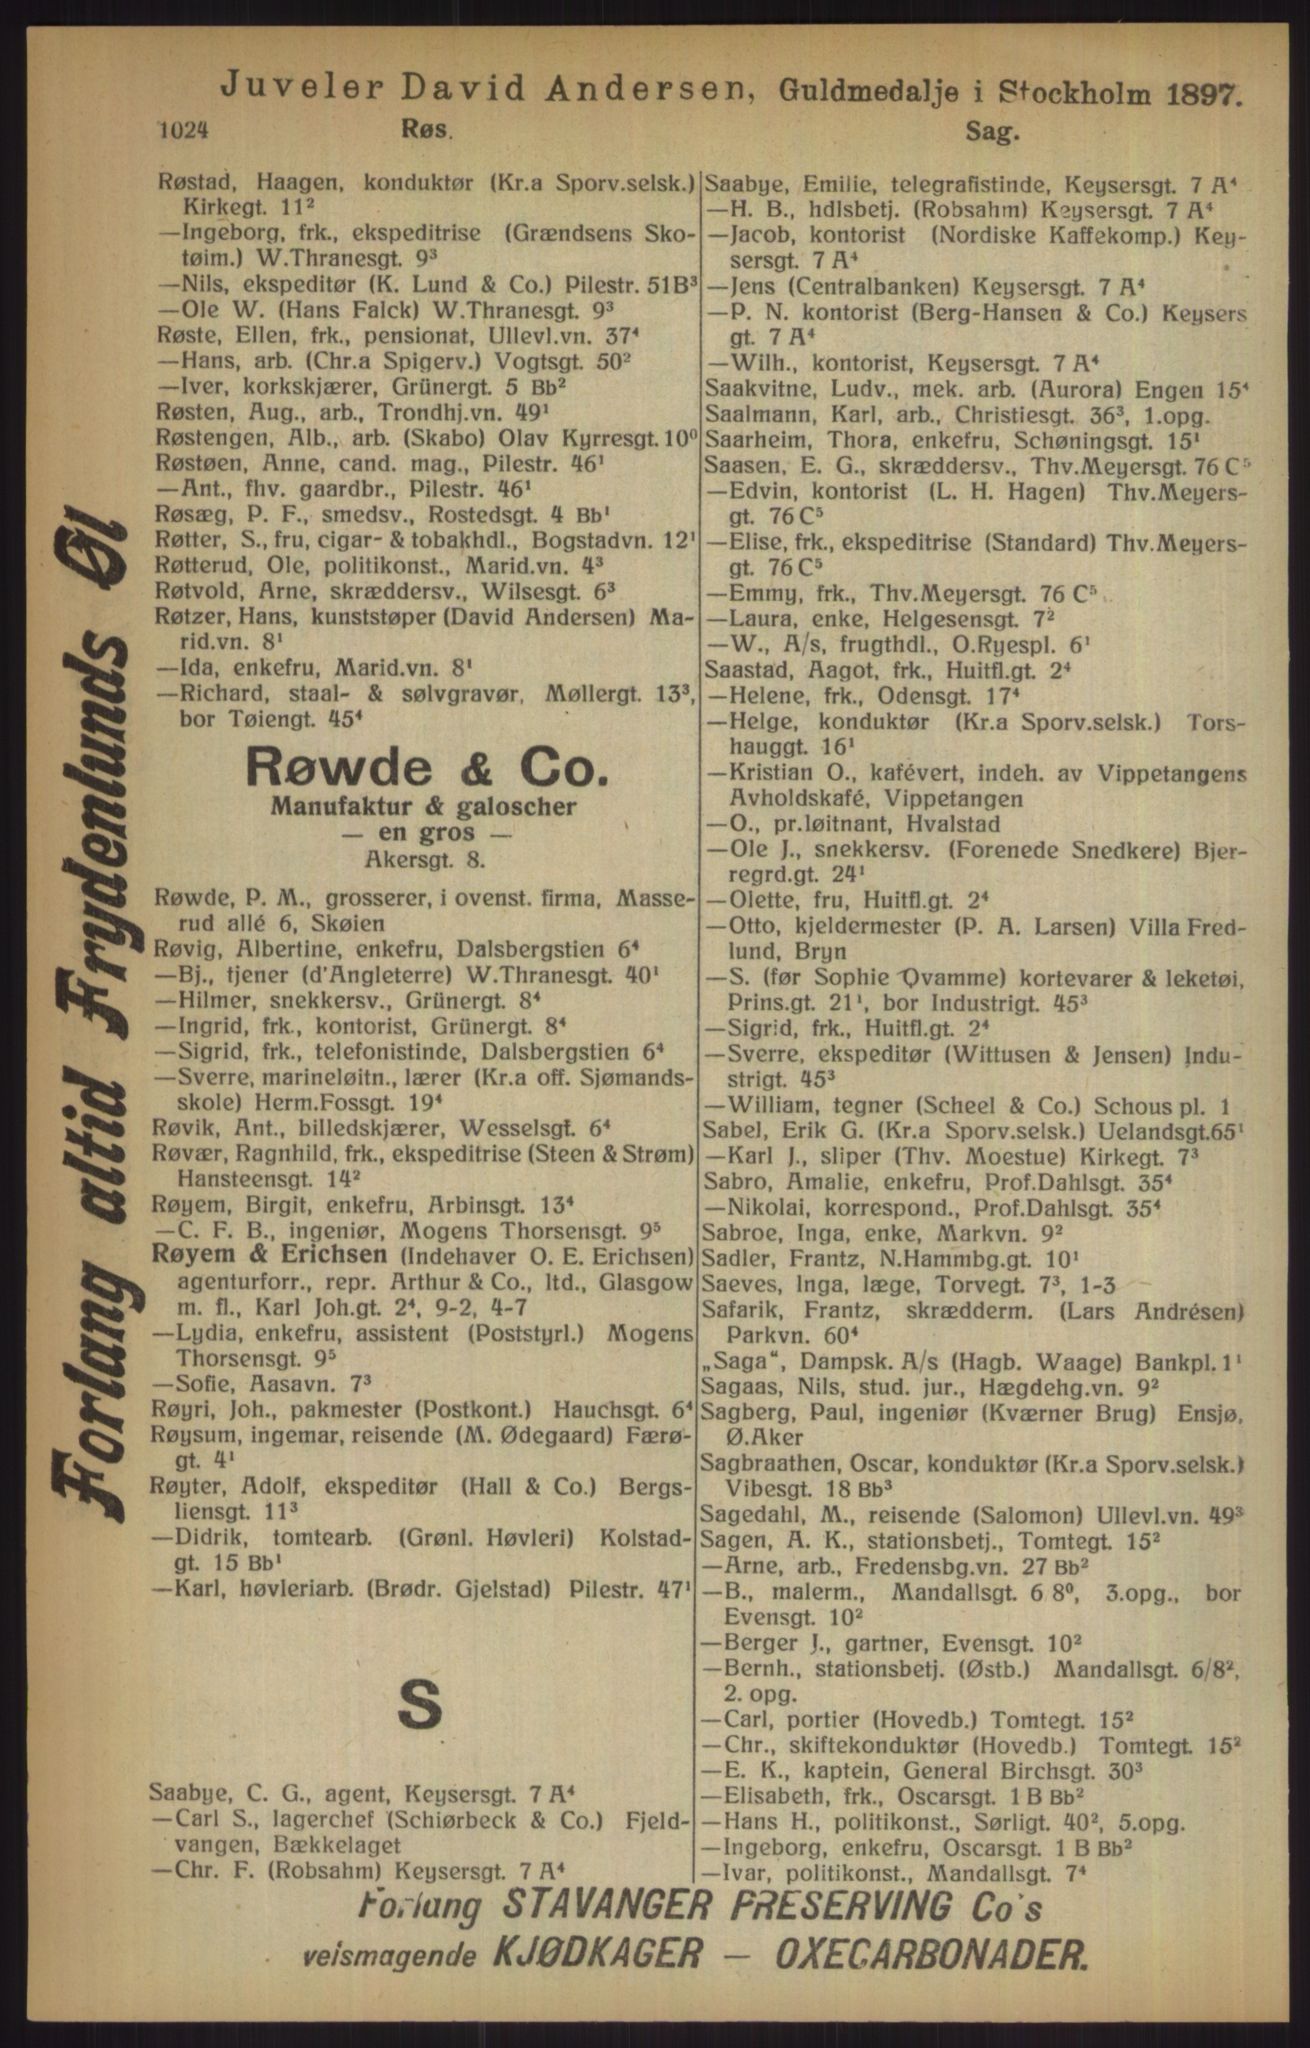 Juveler David Andersen, Guldmedalje i Stockholm 1897.
1024 Røs. Sag.
Forlang altid Frydenlunds Øl
Røstad, Haagen, konduktør (Kr.a Sporv.selsk.)
Kirkegt. 11²
—Ingeborg, frk., ekspeditrise (Grændsens Sko-
tøim.) W.Thranesgt. 9³
—Nils, ekspeditør (K. Lund & Co.) Pilestr. 51B³
—Ole W. (Hans Falck) W.Thranesgt. 9³
Røste, Ellen, frk., pensionat, Ullevl.vn. 37⁴
—Hans, arb. (Chr.a Spigerv.) Vogtsgt. 50²
—Iver, korkskjærer, Grünergt. 5 Bb²
Røsten, Aug., arb., Trondhj.vn. 49¹
Røstengen, Alb., arb. (Skabo) Olav Kyrresgt. 10⁰
Røstøen, Anne, cand. mag., Pilestr. 46¹
—Ant., fhv. gaardbr., Pilestr. 46¹
Røsæg, P. F., smedsv., Rostedsgt. 4 Bb¹
Røtter, S., fru, cigar- & tobakhdl., Bogstadvn. 12¹
Røtterud, Ole, politikonst., Marid.vn. 4³
Røtvold, Arne, skræddersv., Wilsesgt. 6³
Røtzer, Hans, kunststøper (David Andersen) Ma-
rid.vn. 8¹
—Ida, enkefru, Marid.vn. 8¹
—Richard, staal- & sølvgravør, Møllergt. 13³,
bor Tøiengt. 45⁴
Røwde & Co.
Manufaktur & galoscher
— en gros —
Akersgt. 8.
Røwde, P. M., grosserer, i ovenst. firma, Masse-
rud allé 6, Skøien
Røvig, Albertine, enkefru, Dalsbergstien 6⁴
—Bj., tjener (d'Angleterre) W.Thranesgt. 40¹
—Hilmer, snekkersv., Grünergt. 8⁴
—Ingrid, frk., kontorist, Grünergt. 8⁴
—Sigrid, frk., telefonistinde, Dalsbergstien 6⁴
—Sverre, marineløitn., lærer (Kr.a off. Sjømands-
skole) Herm.Fossgt. 19⁴
Røvik, Ant., billedskjærer, Wesselsgt. 6⁴
Røvær, Ragnhild, frk., ekspeditrise (Steen & Strøm)
Hansteensgt. 14²
Røyem, Birgit, enkefru, Arbinsgt. 13⁴
—C. F. B., ingeniør, Mogens Thorsensgt. 9⁵
Røyem & Erichsen (Indehaver O. E. Erichsen)
agenturforr., repr. Arthur & Co., ltd., Glasgow
m. fl., Karl Joh.gt. 2⁴, 9-2, 4-7
—Lydia, enkefru, assistent (Poststyrl.) Mogens
Thorsensgt. 9⁵
—Sofie, Aasavn. 7³
Røyri, Joh., pakmester (Postkont.) Hauchsgt. 6⁴
Røysum, ingemar, reisende (M. Ødegaard) Færø-
gt. 4¹
Røyter, Adolf, ekspeditør (Hall & Co.) Bergs-
liensgt. 11³
—Didrik, tomtearb. (Grønl. Høvleri) Kolstad-
gt. 15 Bb¹
—Karl, høvleriarb. (Brødr. Gjelstad) Pilestr. 47¹
S
Saabye, C. G., agent, Keysersgt. 7 A⁴
—Carl S., lagerchef (Schiørbeck & Co.) Fjeld-
vangen, Bækkelaget
—Chr. F. (Robsahm) Keysersgt. 7 A⁴
Saabye, Emilie, telegrafistinde, Keysersgt. 7 A⁴
—H. B., hdlsbetj. (Robsahm) Keysersgt. 7 A⁴
—Jacob, kontorist (Nordiske Kaffekomp.) Key-
sersgt. 7 A⁴
—Jens (Centralbanken) Keysersgt. 7 A⁴
—P. N. kontorist (Berg-Hansen & Co.) Keysers
gt. 7 A⁴
—Wilh., kontorist, Keysersgt. 7 A⁴
Saakvitne, Ludv., mek. arb. (Aurora) Engen 15⁴
Saalmann, Karl, arb., Christiesgt. 36³, 1.opg.
Saarheim, Thora, enkefru, Schøningsgt. 15¹
Saasen, E. G., skræddersv., Thv.Meyersgt. 76 C⁵
—Edvin, kontorist (L. H. Hagen) Thv.Meyers-
gt. 76 C⁵
—Elise, frk., ekspeditrise (Standard) Thv.Meyers-
gt. 76 C⁵
—Emmy, frk., Thv.Meyersgt. 76 C⁵
—Laura, enke, Helgesensgt. 7²
—W., A/s, frugthdl., O.Ryespl. 6¹
Saastad, Aagot, frk., Huitfl.gt. 2⁴
—Helene, frk., Odensgt. 17⁴
—Helge, konduktør (Kr.a Sporv.selsk.) Tors-
hauggt. 16¹
—Kristian O., kafévert, indeh. av Vippetangens
Avholdskafé, Vippetangen
—O., pr.løitnant, Hvalstad
—Ole J., snekkersv. (Forenede Snedkere) Bjer-
regrd.gt. 24¹
—Olette, fru, Huitfl.gt. 2⁴
—Otto, kjeldermester (P. A. Larsen) Villa Fred-
lund, Bryn
—S. (før Sophie Qvamme) kortevarer & leketøi,
Prins.gt. 21¹, bor Industrigt. 45³
—Sigrid, frk., Huitfl.gt. 2⁴
—Sverre, ekspeditør (Wittusen & Jensen) Indu-
strigt. 45³
—William, tegner (Scheel & Co.) Schous pl. 1
Sabel, Erik G. (Kr.a Sporv.selsk.) Uelandsgt.65¹
—Karl J., sliper (Thv. Moestue) Kirkegt. 7³
Sabro, Amalie, enkefru, Prof.Dahlsgt. 35⁴
—Nikolai, korrespond., Prof.Dahlsgt. 35⁴
Sabroe, Inga, enke, Markvn. 9²
Sadler, Frantz, N.Hammbg.gt. 10¹
Saeves, Inga, læge, Torvegt. 7³, 1-3
Safarik, Frantz, skrædderm. (Lars Andrésen)
Parkvn. 60⁴
„Saga“, Dampsk. A/s (Hagb. Waage) Bankpl. 1¹
Sagaas, Nils, stud. jur., Hægdehg.vn. 9²
Sagberg, Paul, ingeniør (Kværner Brug) Ensjø,
Ø.Aker
Sagbraathen, Oscar, konduktør (Kr.a Sporv.selsk.)
Vibesgt. 18 Bb³
Sagedahl, M., reisende (Salomon) Ullevl.vn. 49³
Sagen, A. K., stationsbetj., Tomtegt. 15²
—Arne, arb., Fredensbg.vn. 27 Bb²
—B., malerm., Mandallsgt. 6 8⁰, 3.opg., bor
Evensgt. 10²
—Berger J., gartner, Evensgt. 10²
—Bernh., stationsbetj. (Østb.) Mandallsgt. 6/8²,
2. opg.
—Carl, portier (Hovedb.) Tomtegt. 15²
—Chr., skiftekonduktør (Hovedb.) Tomtegt. 15²
—E. K., kaptein, General Birchsgt. 30³
—Elisabeth, frk., Oscarsgt. 1 B Bb²
—Hans H., politikonst., Sørligt. 40², 5.opg.
—Ingeborg, enkefru, Oscarsgt. 1 B Bb²
—Ivar, politikonst., Mandallsgt. 7⁴
Forlang STAVANGER PRESERVING Co's
velsmagende KJØDKAGER — OXECARBONADER.